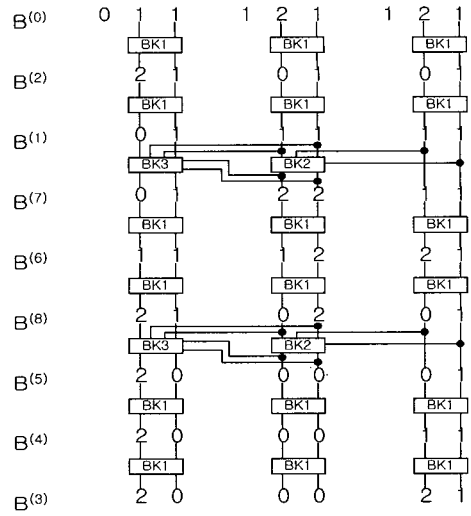 B(0) 0 1 1 1 2 1 1 2 1
BK1 BK1 BK1
B(2) 2 1 0 1 0 1
BK1 BK1 BK1
B(1) 0 1 1 1 1 1
BK3 BK2
B(7) 0 1 2 2 1 1
BK1 BK1 BK1
B(6) 1 1 1 2 2 1
BK1 BK1 BK1
B(8) 2 1 0 2 0 1
BK3 BK2
B(5) 2 0 0 0 0 1
BK1 BK1 BK1
B(4) 2 0 0 0 1 1
BK1 BK1 BK1
B(3) 2 0 0 0 2 1